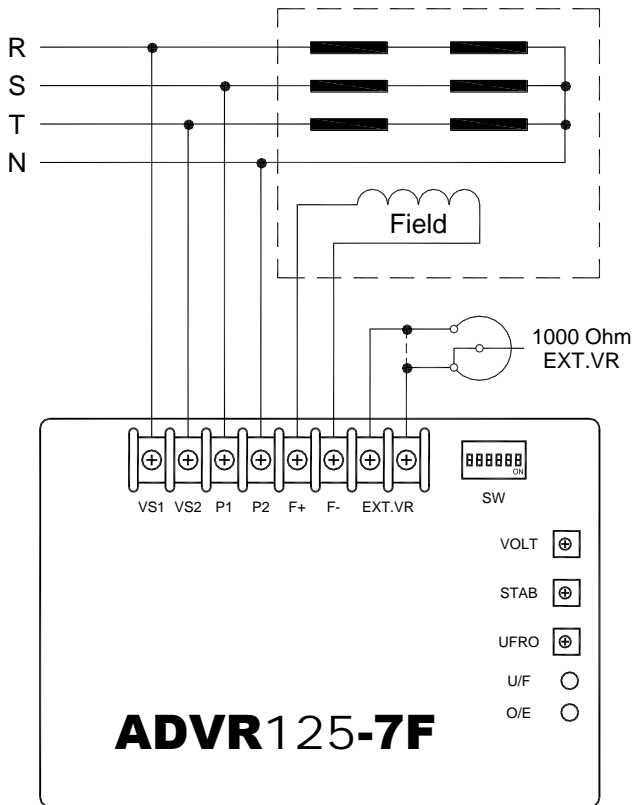 R
S
T
N
Field
1000 Ohm
EXT.VR
ON
SW
VS1 VS2 P1 P2 F+ F- EXT.VR
VOLT
STAB
UFRO
U/F
O/E
ADVR125-7F